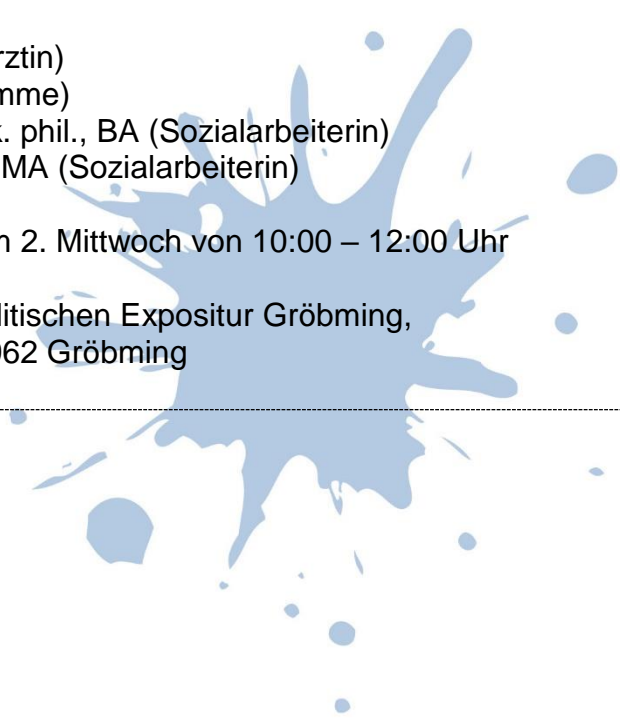 rztin)
mme)
k. phil., BA (Sozialarbeiterin)
MA (Sozialarbeiterin)
n 2. Mittwoch von 10:00 – 12:00 Uhr
litischen Expositur Gröbming,
962 Gröbming